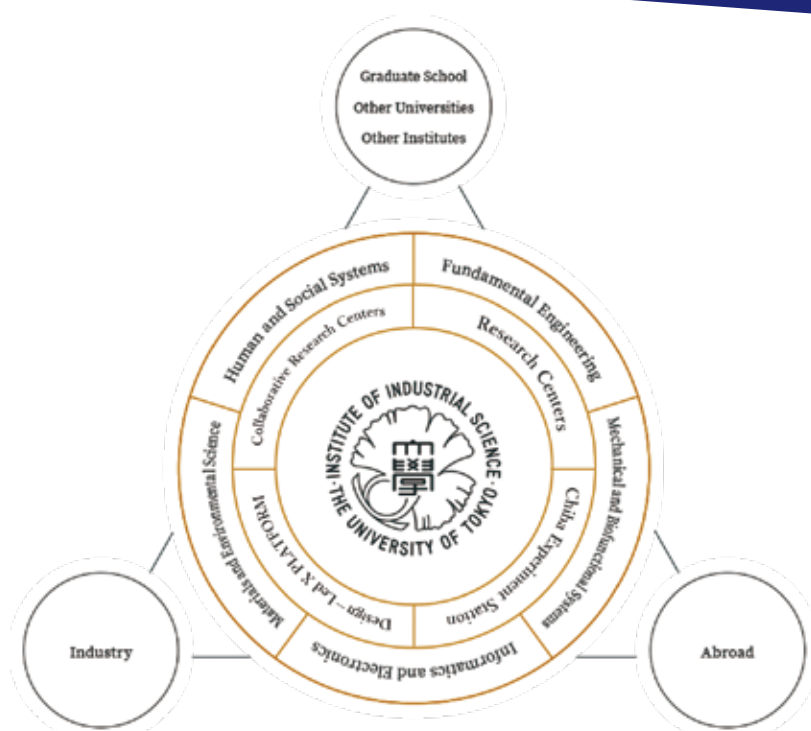 Graduate School
Other Universities
Other Institutes
Human and Social Systems
Fundamental Engineering
Collaborative Research Centers
Research Centers
INSTITUTE OF INDUSTRIAL SCIENCE
THE UNIVERSITY OF TOKYO
大
学
Materials and Environmental Science
Mechanical and Biofunctional Systems
Design – Led X PLATFORM
Chiba Experiment Station
Informatics and Electronics
Industry
Abroad